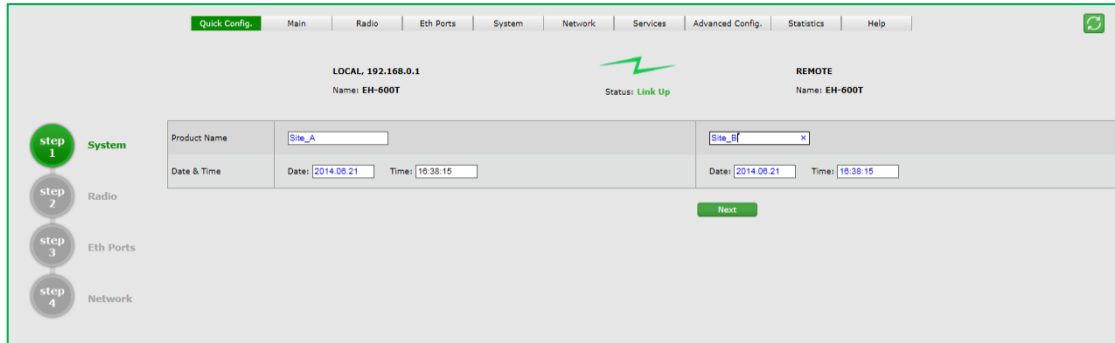 Quick Config. Main Radio Eth Ports System Network Services Advanced Config. Statistics Help
LOCAL, 192.168.0.1 REMOTE
Name: EH-600T Status: Link Up Name: EH-600T
step 1 System
Product Name Site_A Site_B ×
Date & Time Date: 2014.06.21 Time: 16:38:15 Date: 2014.06.21 Time: 16:38:15
step 2 Radio
Next
step 3 Eth Ports
step 4 Network